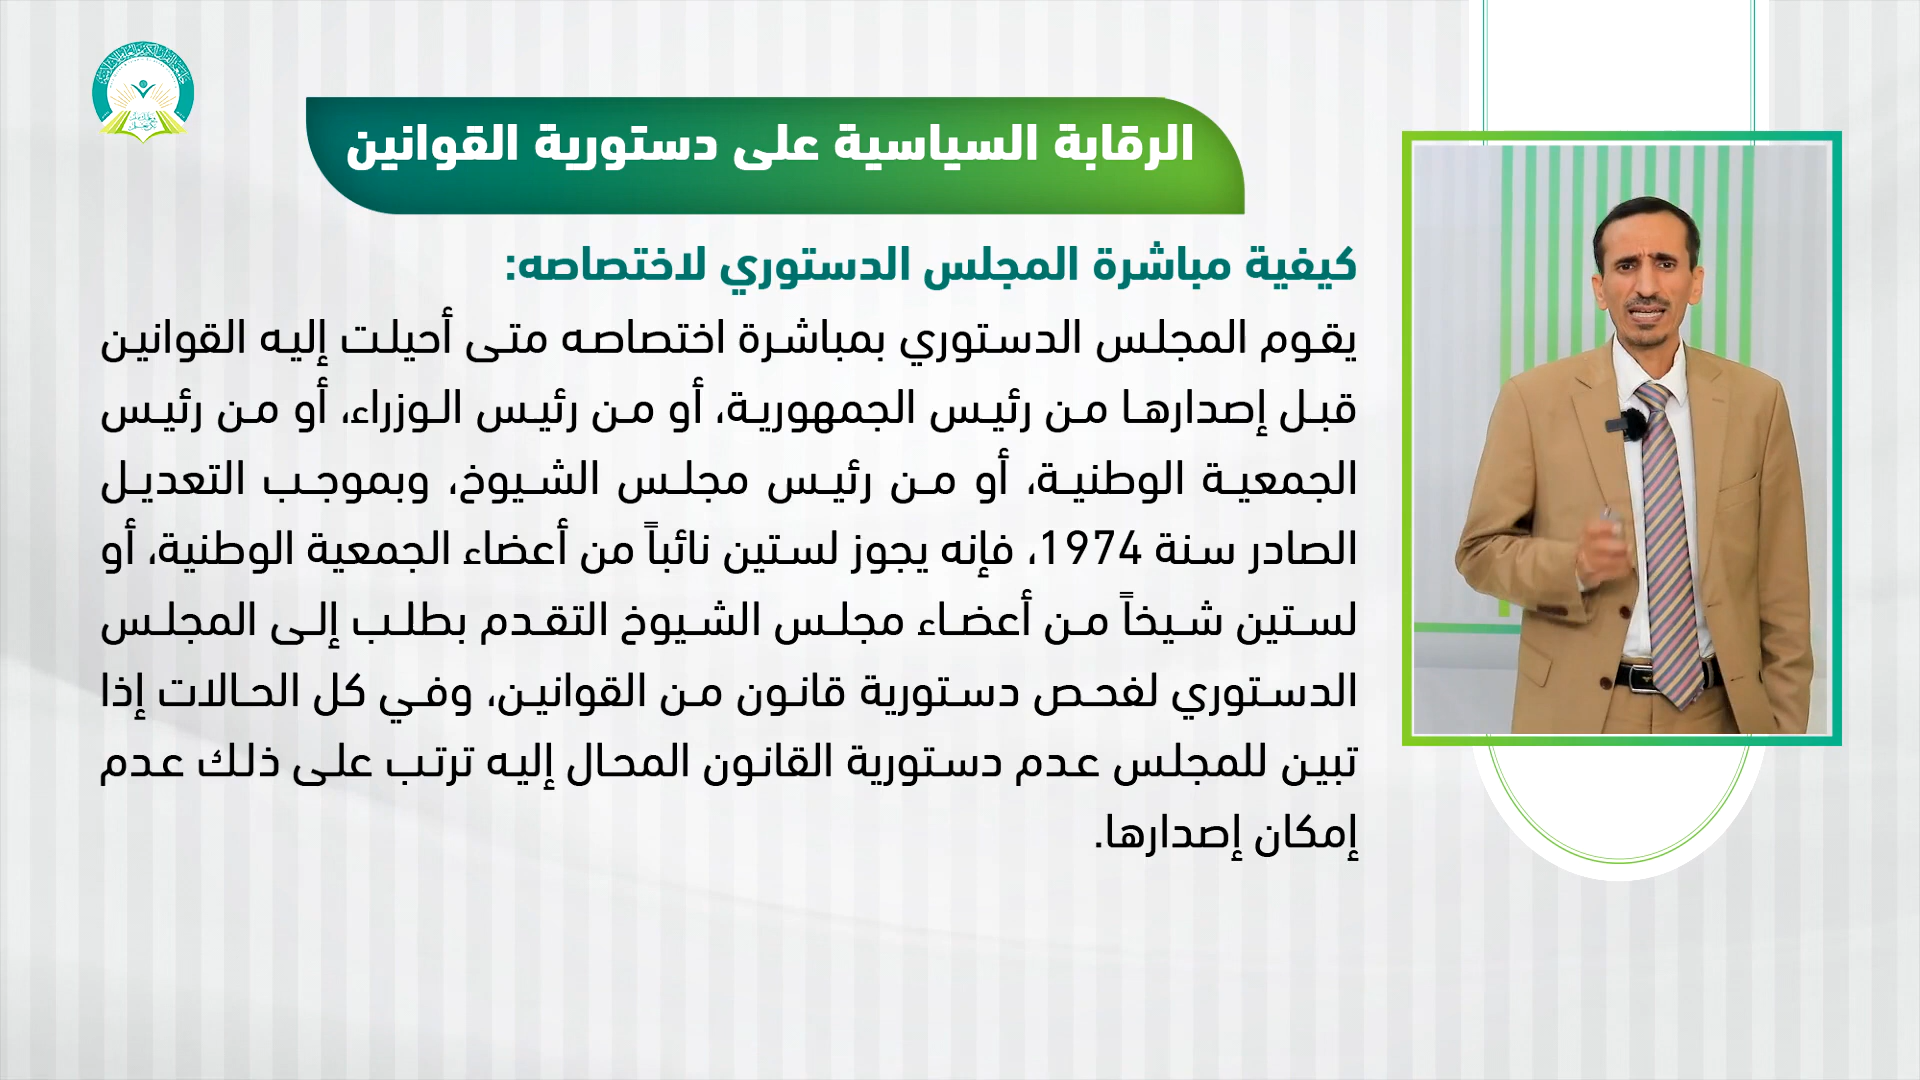 الرقابة السياسية على دستورية القوانين
كيفية مباشرة المجلس الدستوري لاختصاصه:
يقوم المجلس الدستوري بمباشرة اختصاصه متى أحيلت إليه القوانين
قبل إصدارها من رئيس الجمهورية، أو من رئيس الوزراء، أو من رئيس
الجمعية الوطنية، أو من رئيس مجلس الشيوخ، وبموجب التعديل
الصادر سنة 1974، فإنه يجوز لستين نائباً من أعضاء الجمعية الوطنية، أو
لستين شيخاً من أعضاء مجلس الشيوخ التقدم بطلب إلى المجلس
الدستوري لفحص دستورية قانون من القوانين، وفي كل الحالات إذا
تبين للمجلس عدم دستورية القانون المحال إليه ترتب على ذلك عدم
إمكان إصدارها.